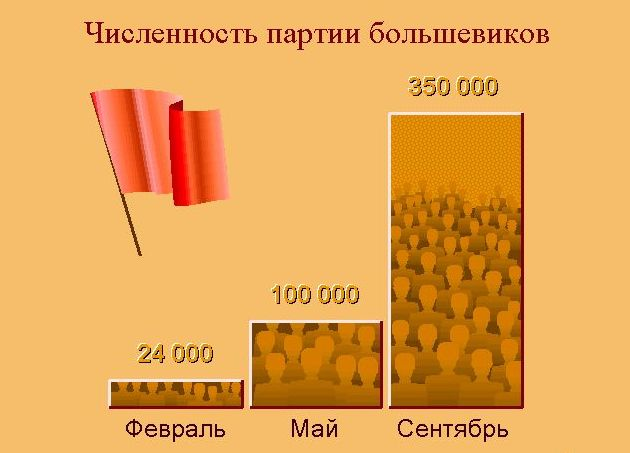 Численность партии большевиков
350 000
100 000
24 000
Февраль
Май
Сентябрь